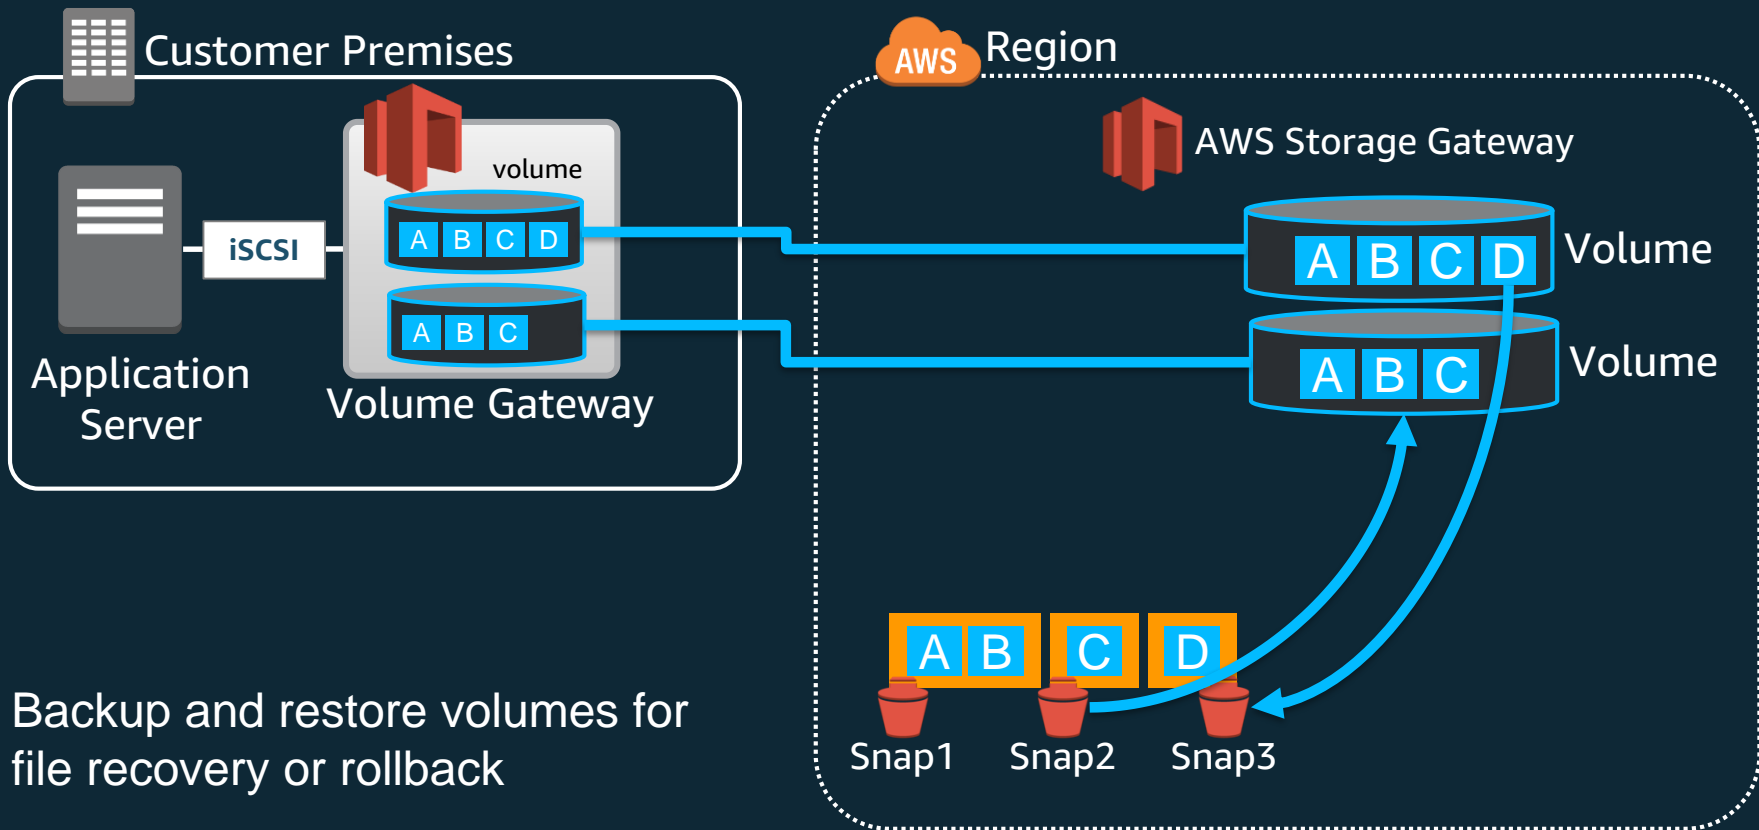 Customer Premises
AWS
Region
AWS Storage Gateway
volume
A B C D
iSCSI
A B C
Application
Server
Volume Gateway
A B C D
Volume
A B C
Volume
A B C D
Snap1 Snap2 Snap3
Backup and restore volumes for
file recovery or rollback